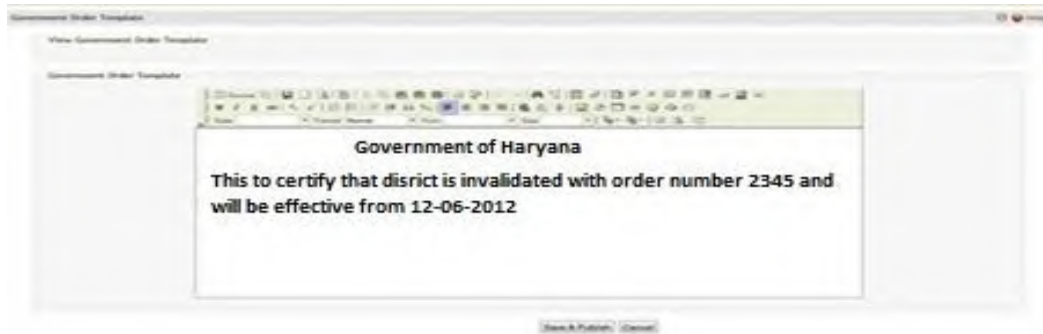 Government Order Template
View Government Order Template
Government Order Template
Government of Haryana
This to certify that disrict is invalidated with order number 2345 and
will be effective from 12-06-2012
Save & Publish Cancel